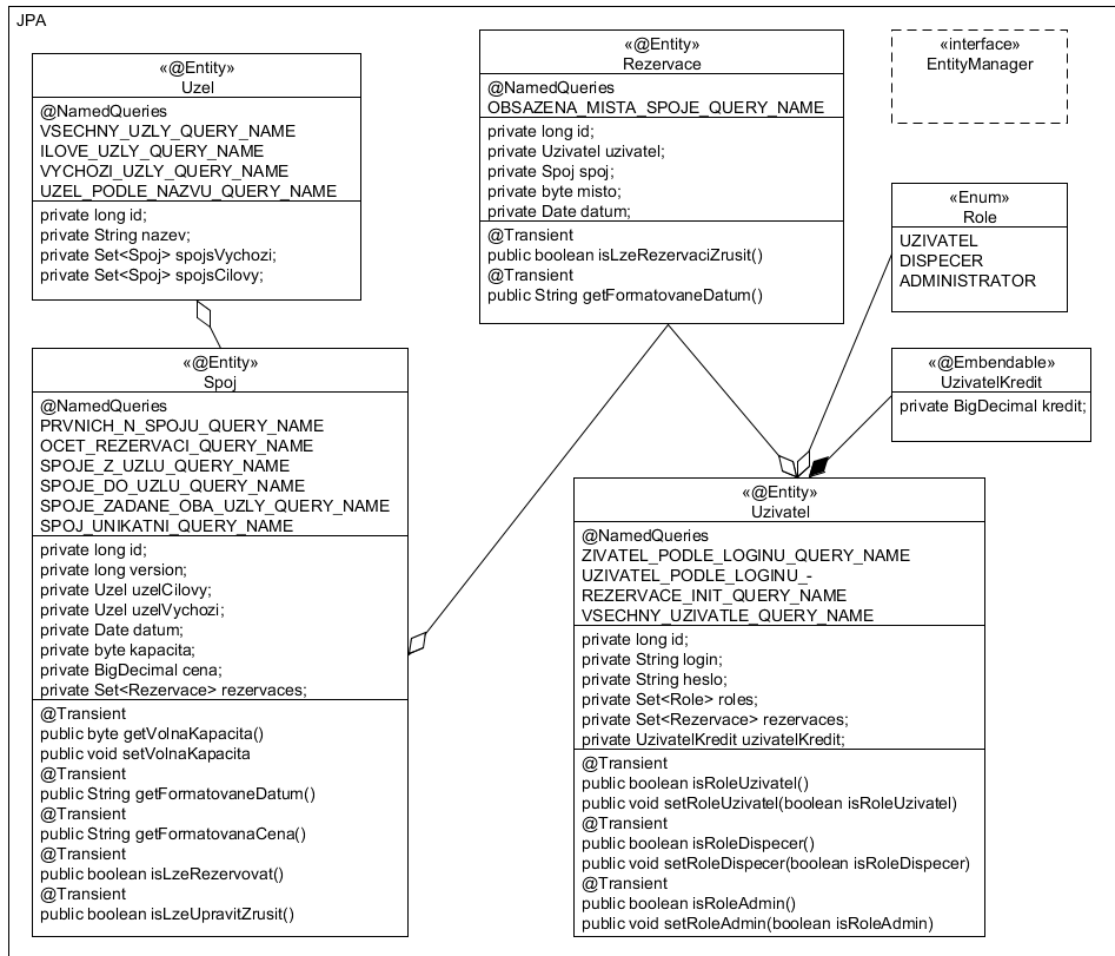 JPA
«@Entity»
Uzel
@NamedQueries
VSECHNY_UZLY_QUERY_NAME
ILOVE_UZLY_QUERY_NAME
VYCHOZI_UZLY_QUERY_NAME
UZEL_PODLE_NAZVU_QUERY_NAME
private long id;
private String nazev;
private Set<Spoj> spojsVychozi;
private Set<Spoj> spojsCilovy;
«@Entity»
Rezervace
@NamedQueries
OBSAZENA_MISTA_SPOJE_QUERY_NAME
private long id;
private Uzivatel uzivatel;
private Spoj spoj;
private byte misto;
private Date datum;
@Transient
public boolean isLzeRezervaciZrusit()
@Transient
public String getFormatovaneDatum()
«interface»
EntityManager
«Enum»
Role
UZIVATEL
DISPECER
ADMINISTRATOR
«@Embendable»
UzivatelKredit
private BigDecimal kredit;
«@Entity»
Spoj
@NamedQueries
PRVNICH_N_SPOJU_QUERY_NAME
OCET_REZERVACI_QUERY_NAME
SPOJE_Z_UZLU_QUERY_NAME
SPOJE_DO_UZLU_QUERY_NAME
SPOJE_ZADANE_OBA_UZLY_QUERY_NAME
SPOJ_UNIKATNI_QUERY_NAME
private long id;
private long version;
private Uzel uzelCilovy;
private Uzel uzelVychozi;
private Date datum;
private byte kapacita;
private BigDecimal cena;
private Set<Rezervace> rezervaces;
@Transient
public byte getVolnaKapacita()
public void setVolnaKapacita
@Transient
public String getFormatovaneDatum()
@Transient
public String getFormatovanaCena()
@Transient
public boolean isLzeRezervovat()
@Transient
public boolean isLzeUpravitZrusit()
«@Entity»
Uzivatel
@NamedQueries
ZIVATEL_PODLE_LOGINU_QUERY_NAME
UZIVATEL_PODLE_LOGINU_-
REZERVACE_INIT_QUERY_NAME
VSECHNY_UZIVATLE_QUERY_NAME
private long id;
private String login;
private String heslo;
private Set<Role> roles;
private Set<Rezervace> rezervaces;
private UzivatelKredit uzivatelKredit;
@Transient
public boolean isRoleUzivatel()
public void setRoleUzivatel(boolean isRoleUzivatel)
@Transient
public boolean isRoleDispecer()
public void setRoleDispecer(boolean isRoleDispecer)
@Transient
public boolean isRoleAdmin()
public void setRoleAdmin(boolean isRoleAdmin)